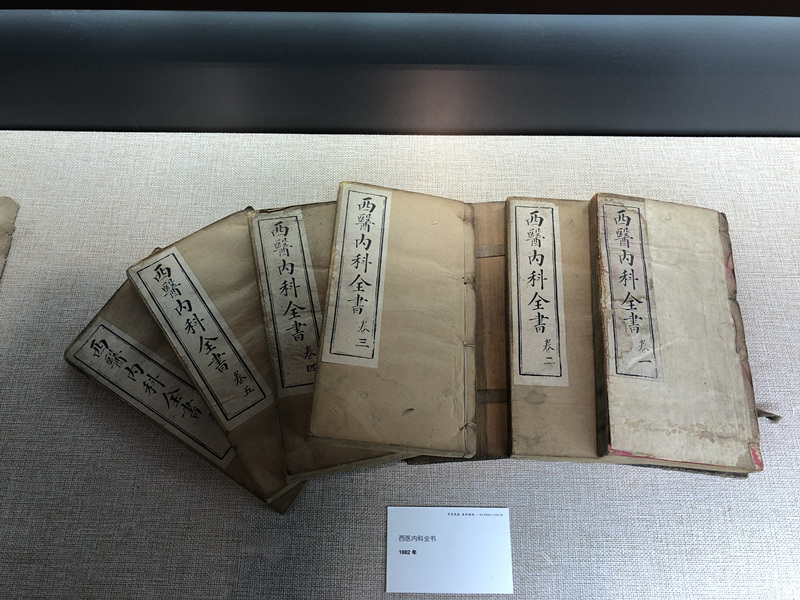 西醫内科全書
西醫内科全書 卷五
西醫内科全書 卷四
西醫内科全書 卷三
西醫内科全書 卷二
西醫内科全書 卷一
西医内科全书
1882 年